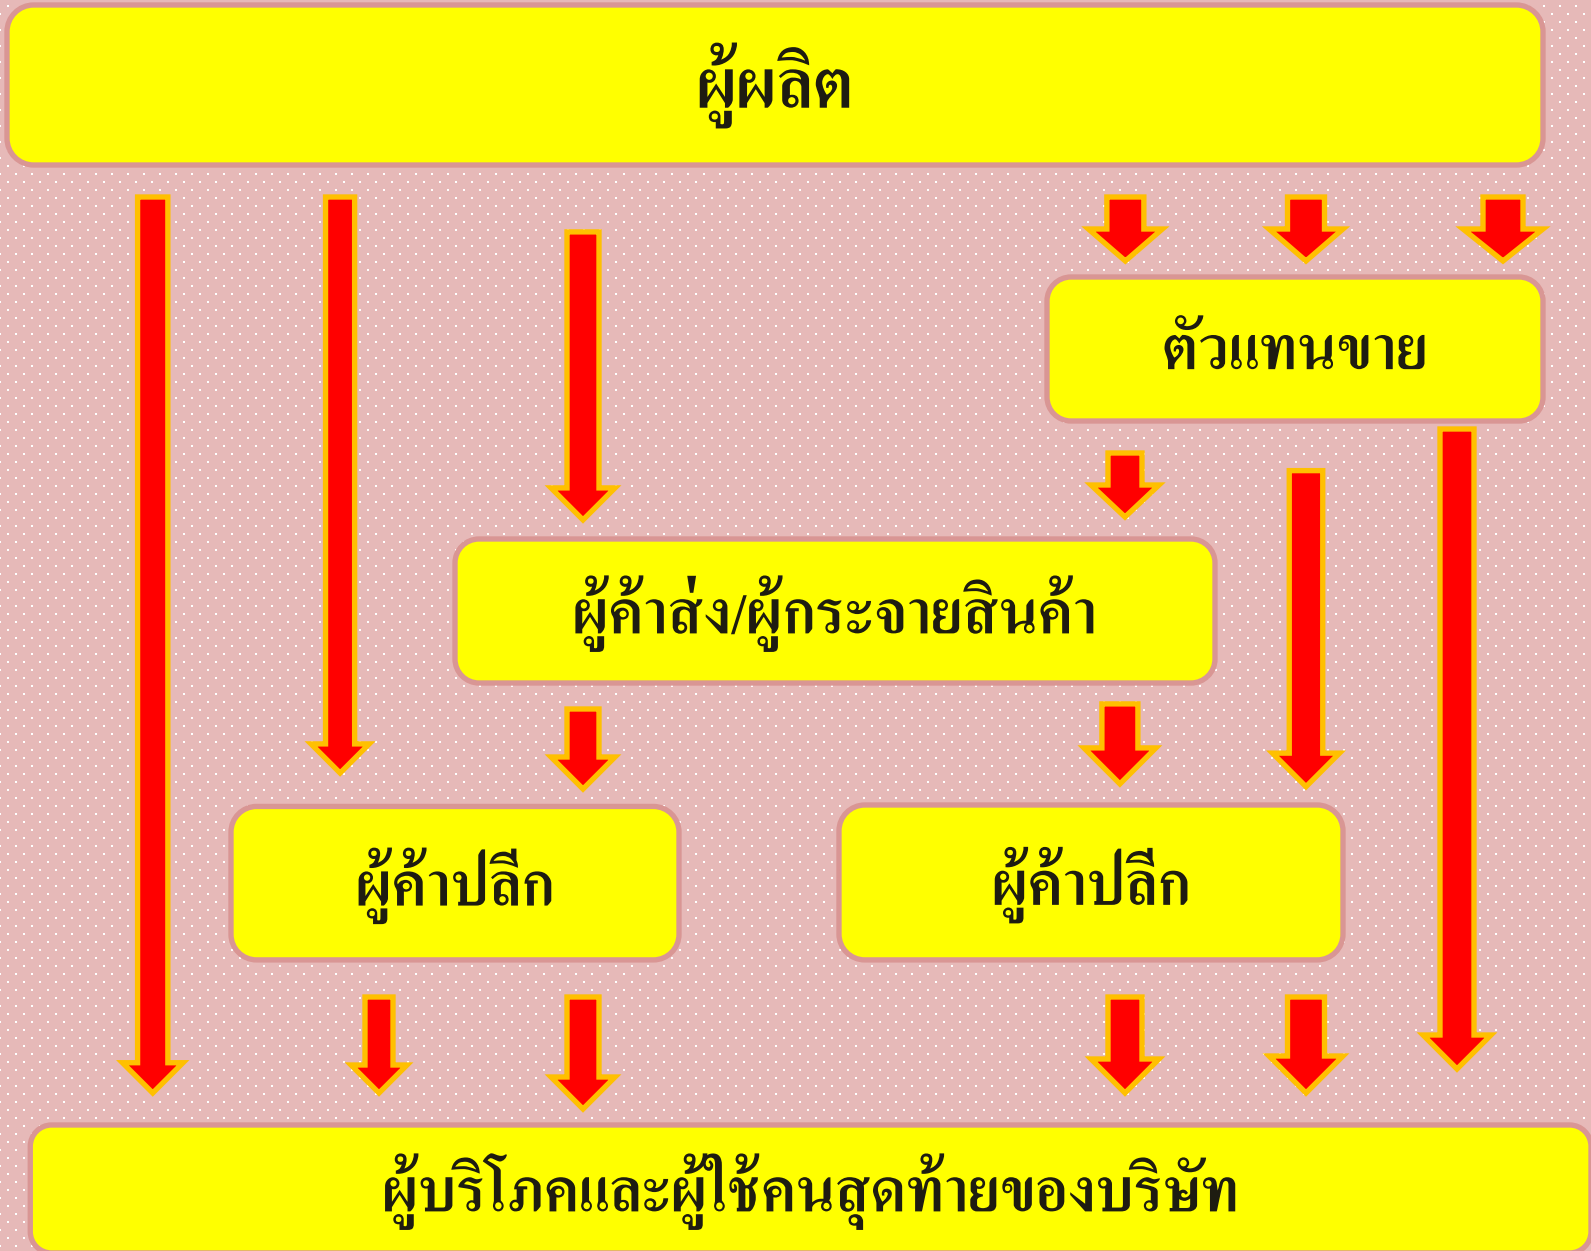 ผู้ผลิต
ตัวแทนขาย
ผู้ค้าส่ง/ผู้กระจายสินค้า
ผู้ค้าปลีก
ผู้ค้าปลีก
ผู้บริโภคและผู้ใช้คนสุดท้ายของบริษัท